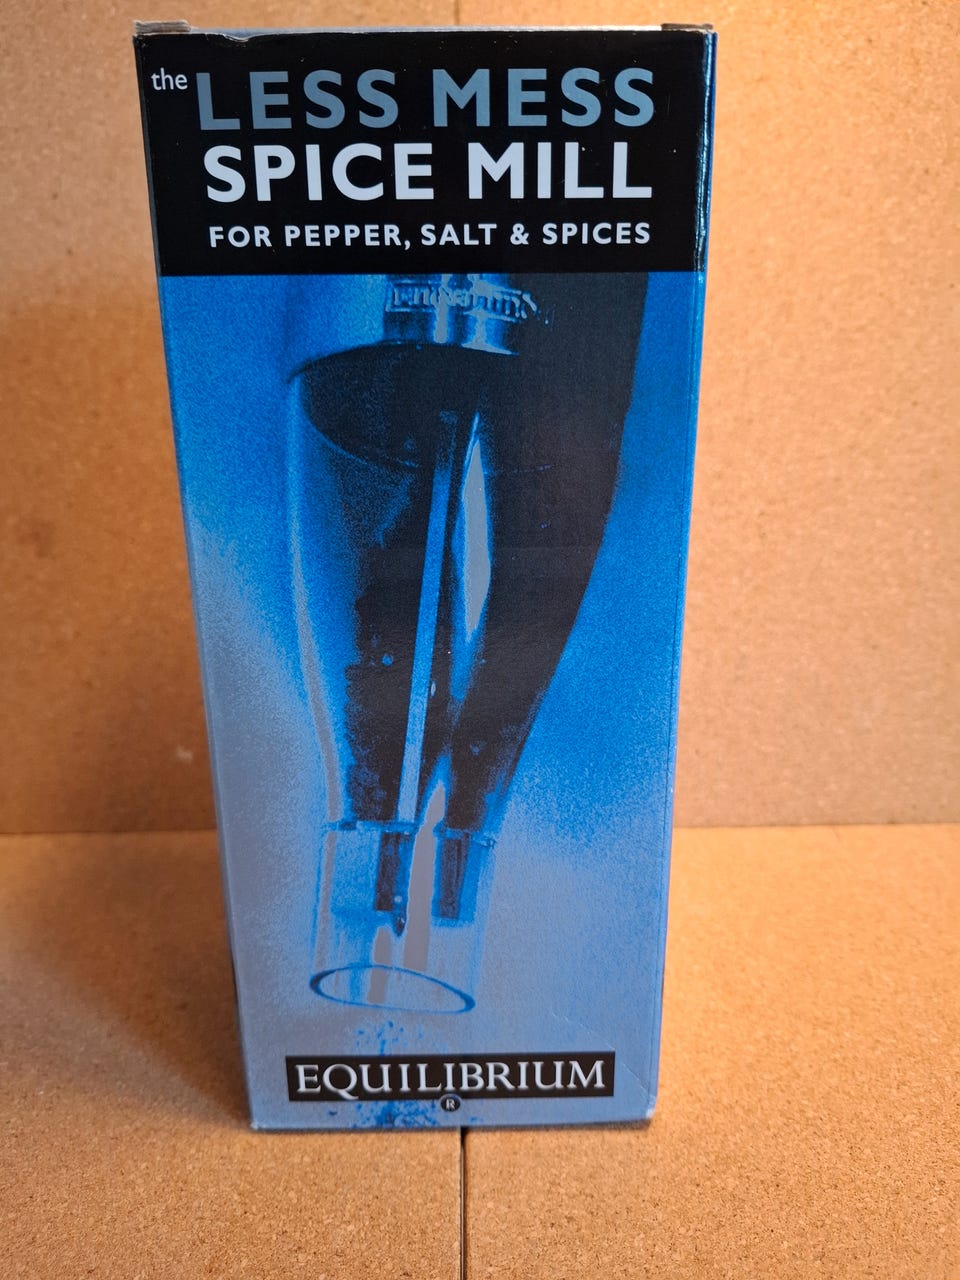 the LESS MESS
SPICE MILL
FOR PEPPER, SALT & SPICES
EQUILIBRIUM
®